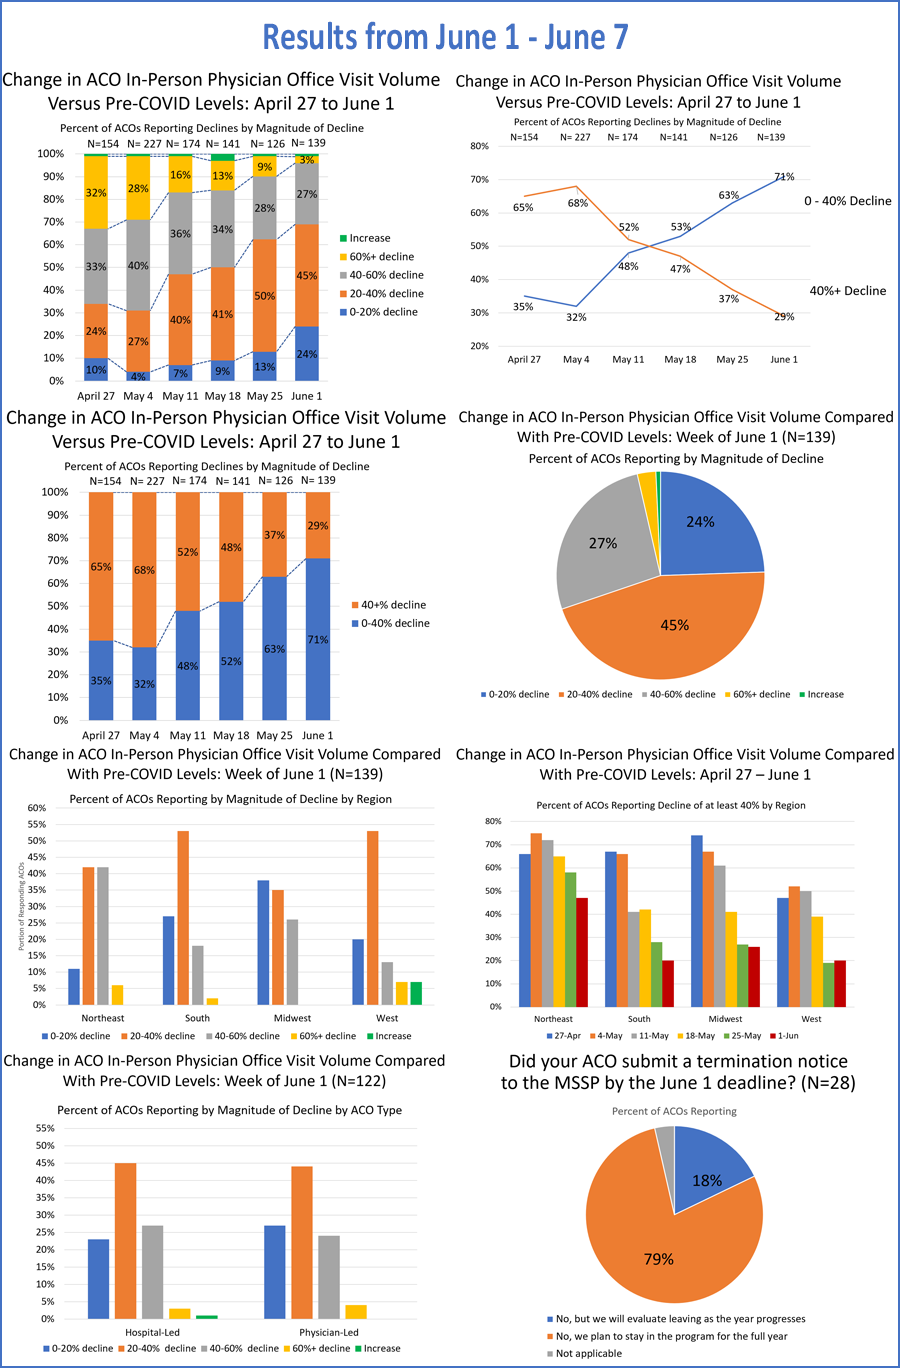 Results from June 1 - June 7
Change in ACO In-Person Physician Office Visit Volume
Versus Pre-COVID Levels: April 27 to June 1
Percent of ACOs Reporting Declines by Magnitude of Decline
N=154 N= 227 N= 174 N= 141 N= 126 N= 139
100%
90%
80%
70%
60%
50%
40%
30%
20%
10%
0%
32% 28% 16% 13% 9% 3%
33% 40% 36% 34% 28% 27%
24% 27% 40% 41% 50% 45%
10% 4% 7% 9% 13% 24%
April 27 May 4 May 11 May 18 May 25 June 1
Increase
60%+ decline
40-60% decline
20-40% decline
0-20% decline
Change in ACO In-Person Physician Office Visit Volume
Versus Pre-COVID Levels: April 27 to June 1
Percent of ACOs Reporting Declines by Magnitude of Decline
N=154 N= 227 N= 174 N=141 N=126 N=139
80%
70%
60%
50%
40%
30%
20%
65% 68% 52% 53% 63% 71%
35% 32% 48% 47% 37% 29%
0 - 40% Decline
40%+ Decline
April 27 May 4 May 11 May 18 May 25 June 1
Change in ACO In-Person Physician Office Visit Volume
Versus Pre-COVID Levels: April 27 to June 1
Percent of ACOs Reporting Declines by Magnitude of Decline
N=154 N= 227 N= 174 N= 141 N= 126 N= 139
100%
90%
80%
70%
60%
50%
40%
30%
20%
10%
0%
65% 68% 52% 48% 37% 29%
35% 32% 48% 52% 63% 71%
April 27 May 4 May 11 May 18 May 25 June 1
40+% decline
0-40% decline
Change in ACO In-Person Physician Office Visit Volume Compared
With Pre-COVID Levels: Week of June 1 (N=139)
Percent of ACOs Reporting by Magnitude of Decline
24%
27%
45%
0-20% decline 20-40% decline 40-60% decline 60%+ decline Increase
Change in ACO In-Person Physician Office Visit Volume Compared
With Pre-COVID Levels: Week of June 1 (N=139)
Percent of ACOs Reporting by Magnitude of Decline by Region
Portion of Responding ACOs
60%
55%
50%
45%
40%
35%
30%
25%
20%
15%
10%
5%
0%
Northeast South Midwest West
0-20% decline 20-40% decline 40-60% decline 60%+ decline Increase
Change in ACO In-Person Physician Office Visit Volume Compared
With Pre-COVID Levels: April 27 – June 1
Percent of ACOs Reporting Decline of at least 40% by Region
80%
70%
60%
50%
40%
30%
20%
10%
0%
Northeast South Midwest West
27-Apr 4-May 11-May 18-May 25-May 1-Jun
Change in ACO In-Person Physician Office Visit Volume Compared
With Pre-COVID Levels: Week of June 1 (N=122)
Percent of ACOs Reporting by Magnitude of Decline by ACO Type
55%
50%
45%
40%
35%
30%
25%
20%
15%
10%
5%
0%
Hospital-Led Physician-Led
0-20% decline 20-40% decline 40-60% decline 60%+ decline Increase
Did your ACO submit a termination notice
to the MSSP by the June 1 deadline? (N=28)
Percent of ACOs Reporting
18%
79%
No, but we will evaluate leaving as the year progresses
No, we plan to stay in the program for the full year
Not applicable